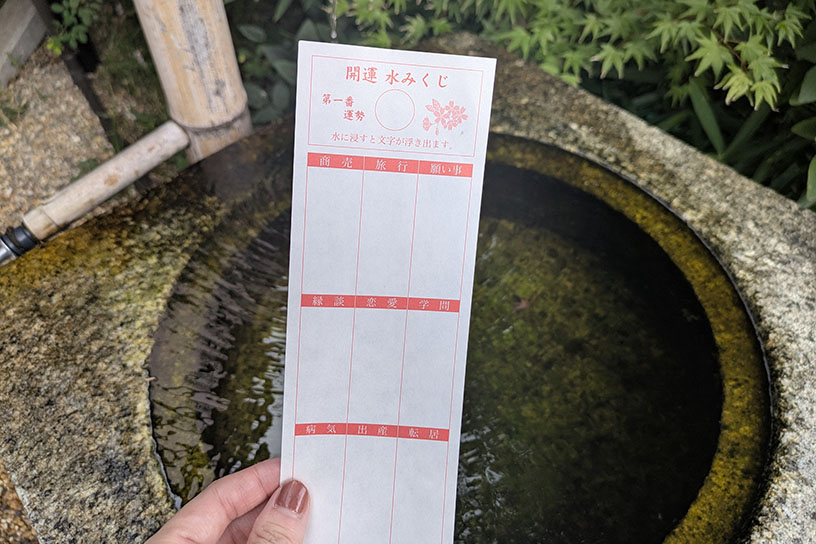 開運 水みくじ
第一番
運勢
水に浸すと文字が浮き出ます。
商売 旅行 願い事
縁談 恋愛 学問
病気 出産 転居